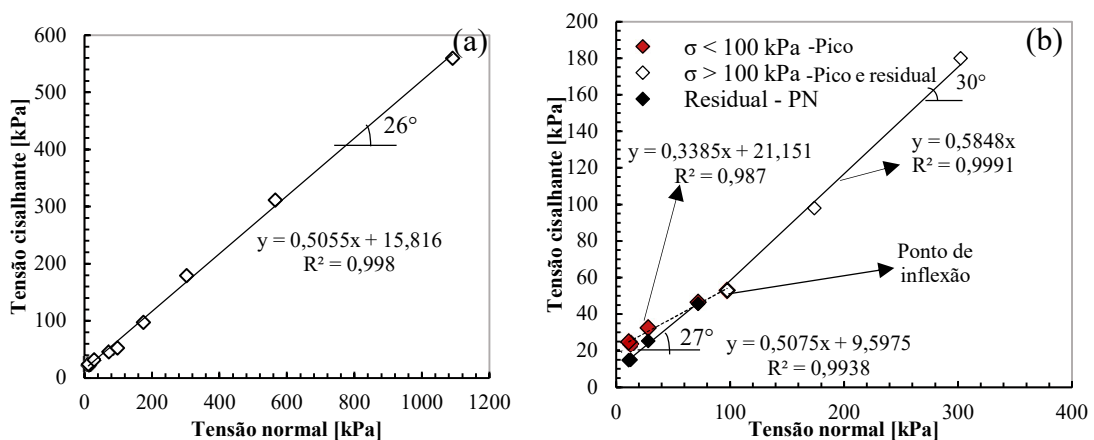 (a)
600
500
400
300
200
100
0
Tensão cisalhante [kPa]
26°
y = 0,5055x + 15,816
R² = 0,998
0 200 400 600 800 1000 1200
Tensão normal [kPa]
(b)
200
180
160
140
120
100
80
60
40
20
0
Tensão cisalhante [kPa]
σ < 100 kPa -Pico
σ > 100 kPa -Pico e residual
Residual - PN
30°
y = 0,3385x + 21,151
R² = 0,987
y = 0,5848x
R² = 0,9991
Ponto de
inflexão
27°
y = 0,5075x + 9,5975
R² = 0,9938
0 100 200 300 400
Tensão normal [kPa]